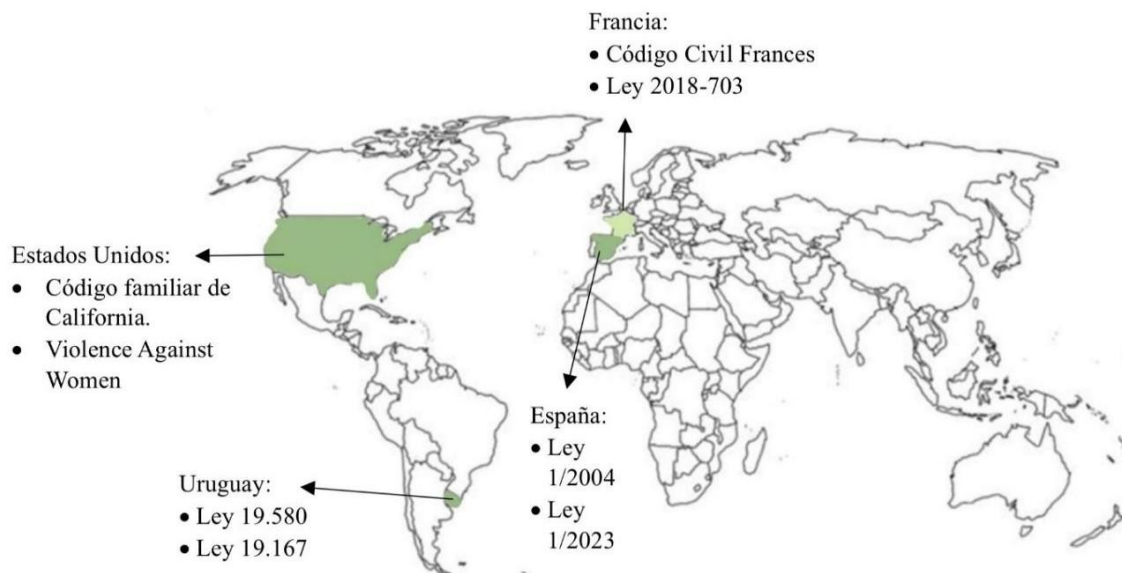 Francia:
• Código Civil Frances
• Ley 2018-703
Estados Unidos:
• Código familiar de
California.
• Violence Against
Women
España:
• Ley
1/2004
• Ley
1/2023
Uruguay:
• Ley 19.580
• Ley 19.167